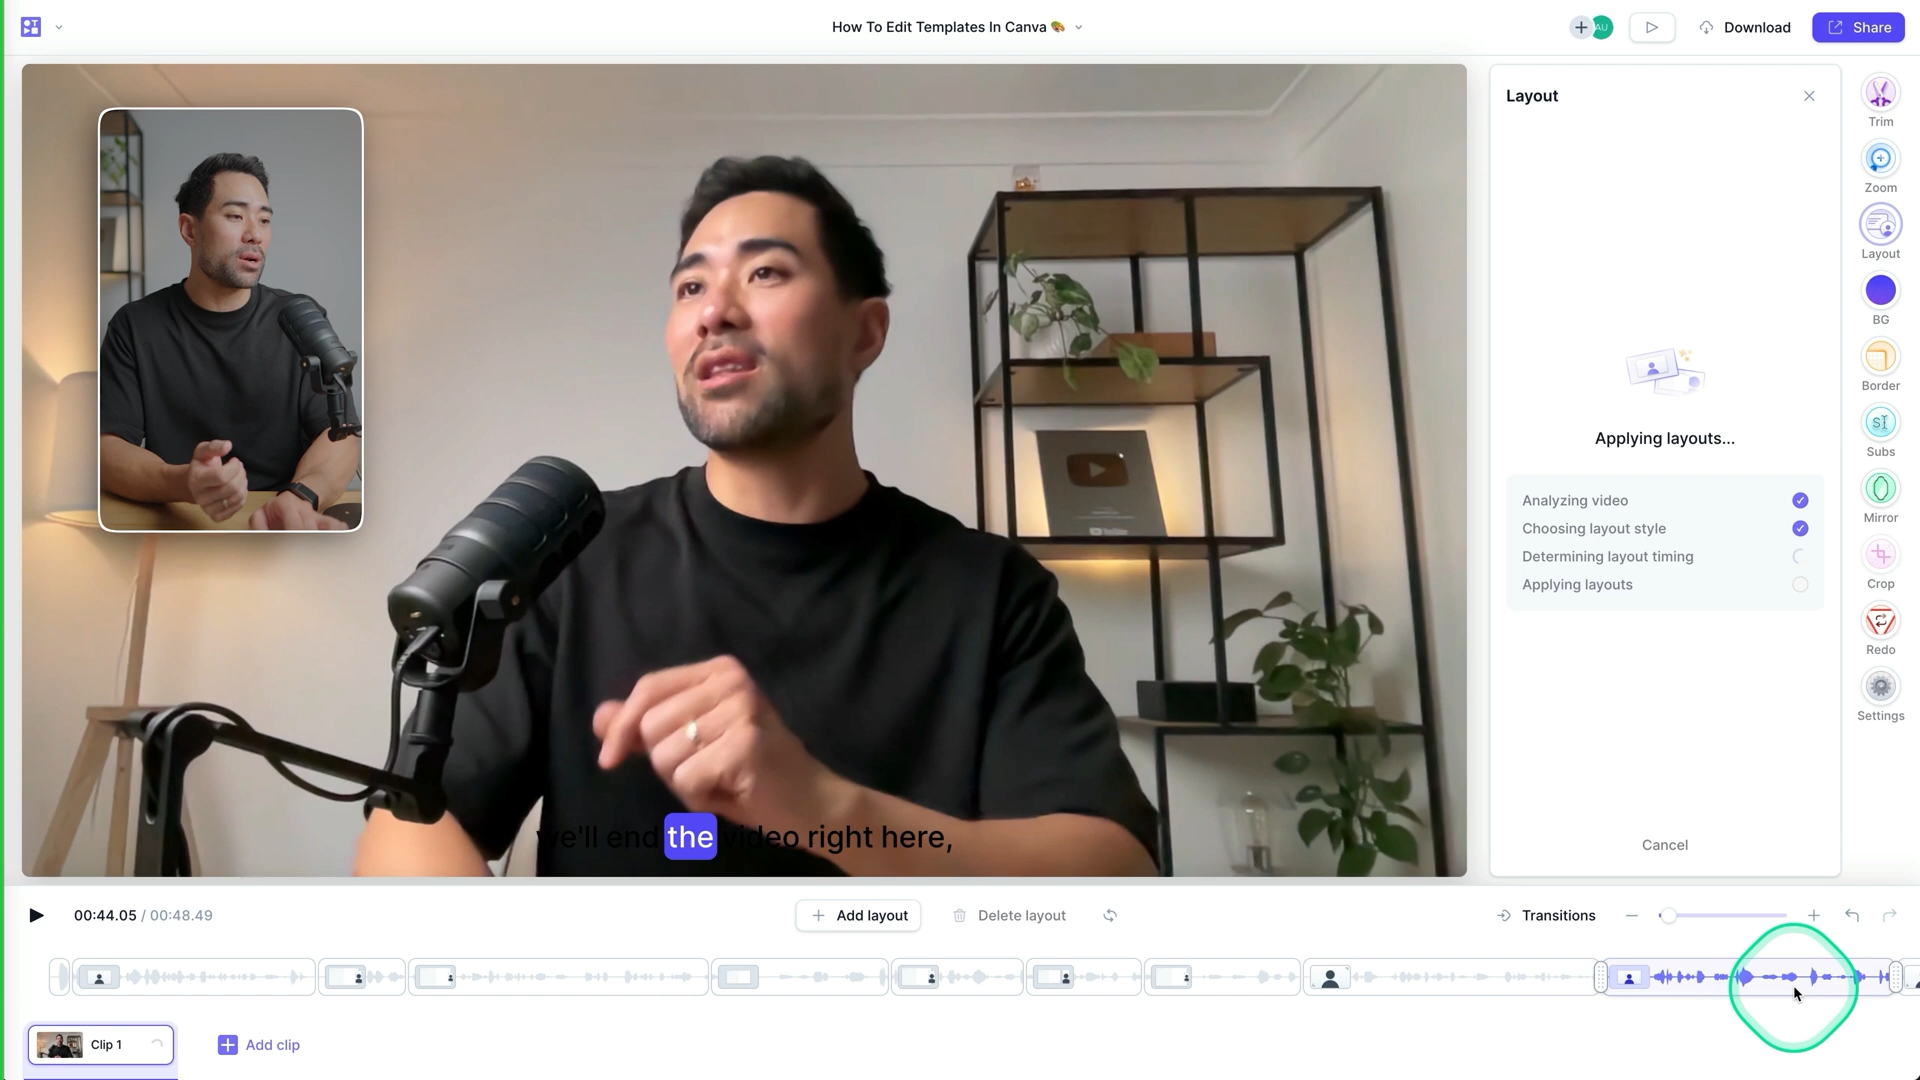 How To Edit Templates In Canva 🎨
AU
Download
Share
Layout
Trim
Zoom
Layout
BG
Border
Subs
Mirror
Crop
Redo
Settings
Applying layouts...
Analyzing video
Choosing layout style
Determining layout timing
Applying layouts
Cancel
we'll end the video right here,
00:44.05 / 00:48.49
Add layout
Delete layout
Transitions
Clip 1
Add clip